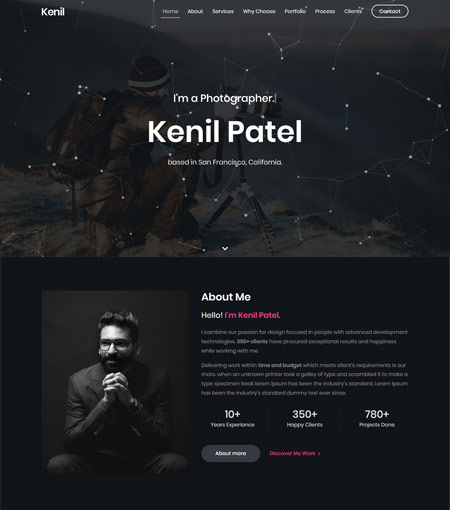 Kenil
Home About Services Why Choose Portfolio Process Clients Contact
I'm a Photographer.
Kenil Patel
based in San Francisco, California.
About Me
Hello! I'm Kenil Patel.
I combine our passion for design focused in people with advanced development
technologies. 350+ clients have procured exceptional results and happiness
while working with me.
Delivering work within time and budget which meets client's requirements is our
moto. when an unknown printer took a galley of type and scrambled it to make a
type specimen book lorem Ipsum has been the industry's standard. Lorem Ipsum
has been the industry's standard dummy text ever since.
10+ 350+ 780+
Years Experience Happy Clients Projects Done
About more Discover My Work >